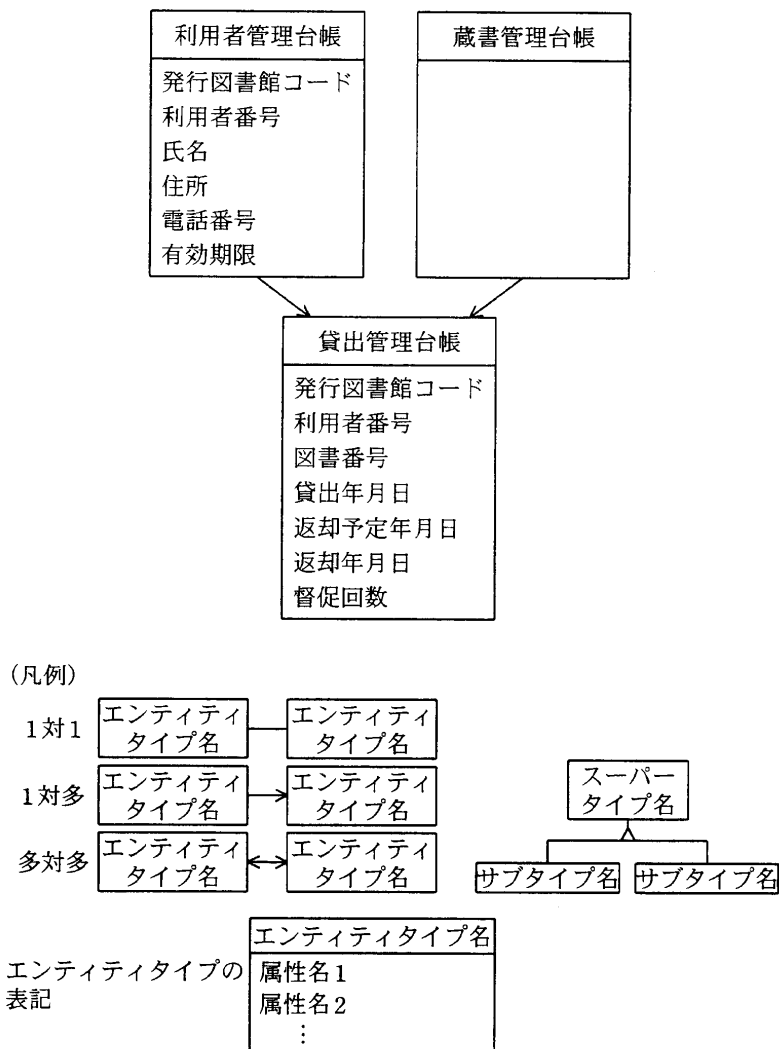 利用者管理台帳
発行図書館コード
利用者番号
氏名
住所
電話番号
有効期限
蔵書管理台帳
貸出管理台帳
発行図書館コード
利用者番号
図書番号
貸出年月日
返却予定年月日
返却年月日
督促回数
(凡例)
1対1
エンティティ
タイプ名
エンティティ
タイプ名
1対多
エンティティ
タイプ名
エンティティ
タイプ名
多対多
エンティティ
タイプ名
エンティティ
タイプ名
スーパー
タイプ名
サブタイプ名
サブタイプ名
エンティティタイプの
表記
エンティティタイプ名
属性名1
属性名2
⋮